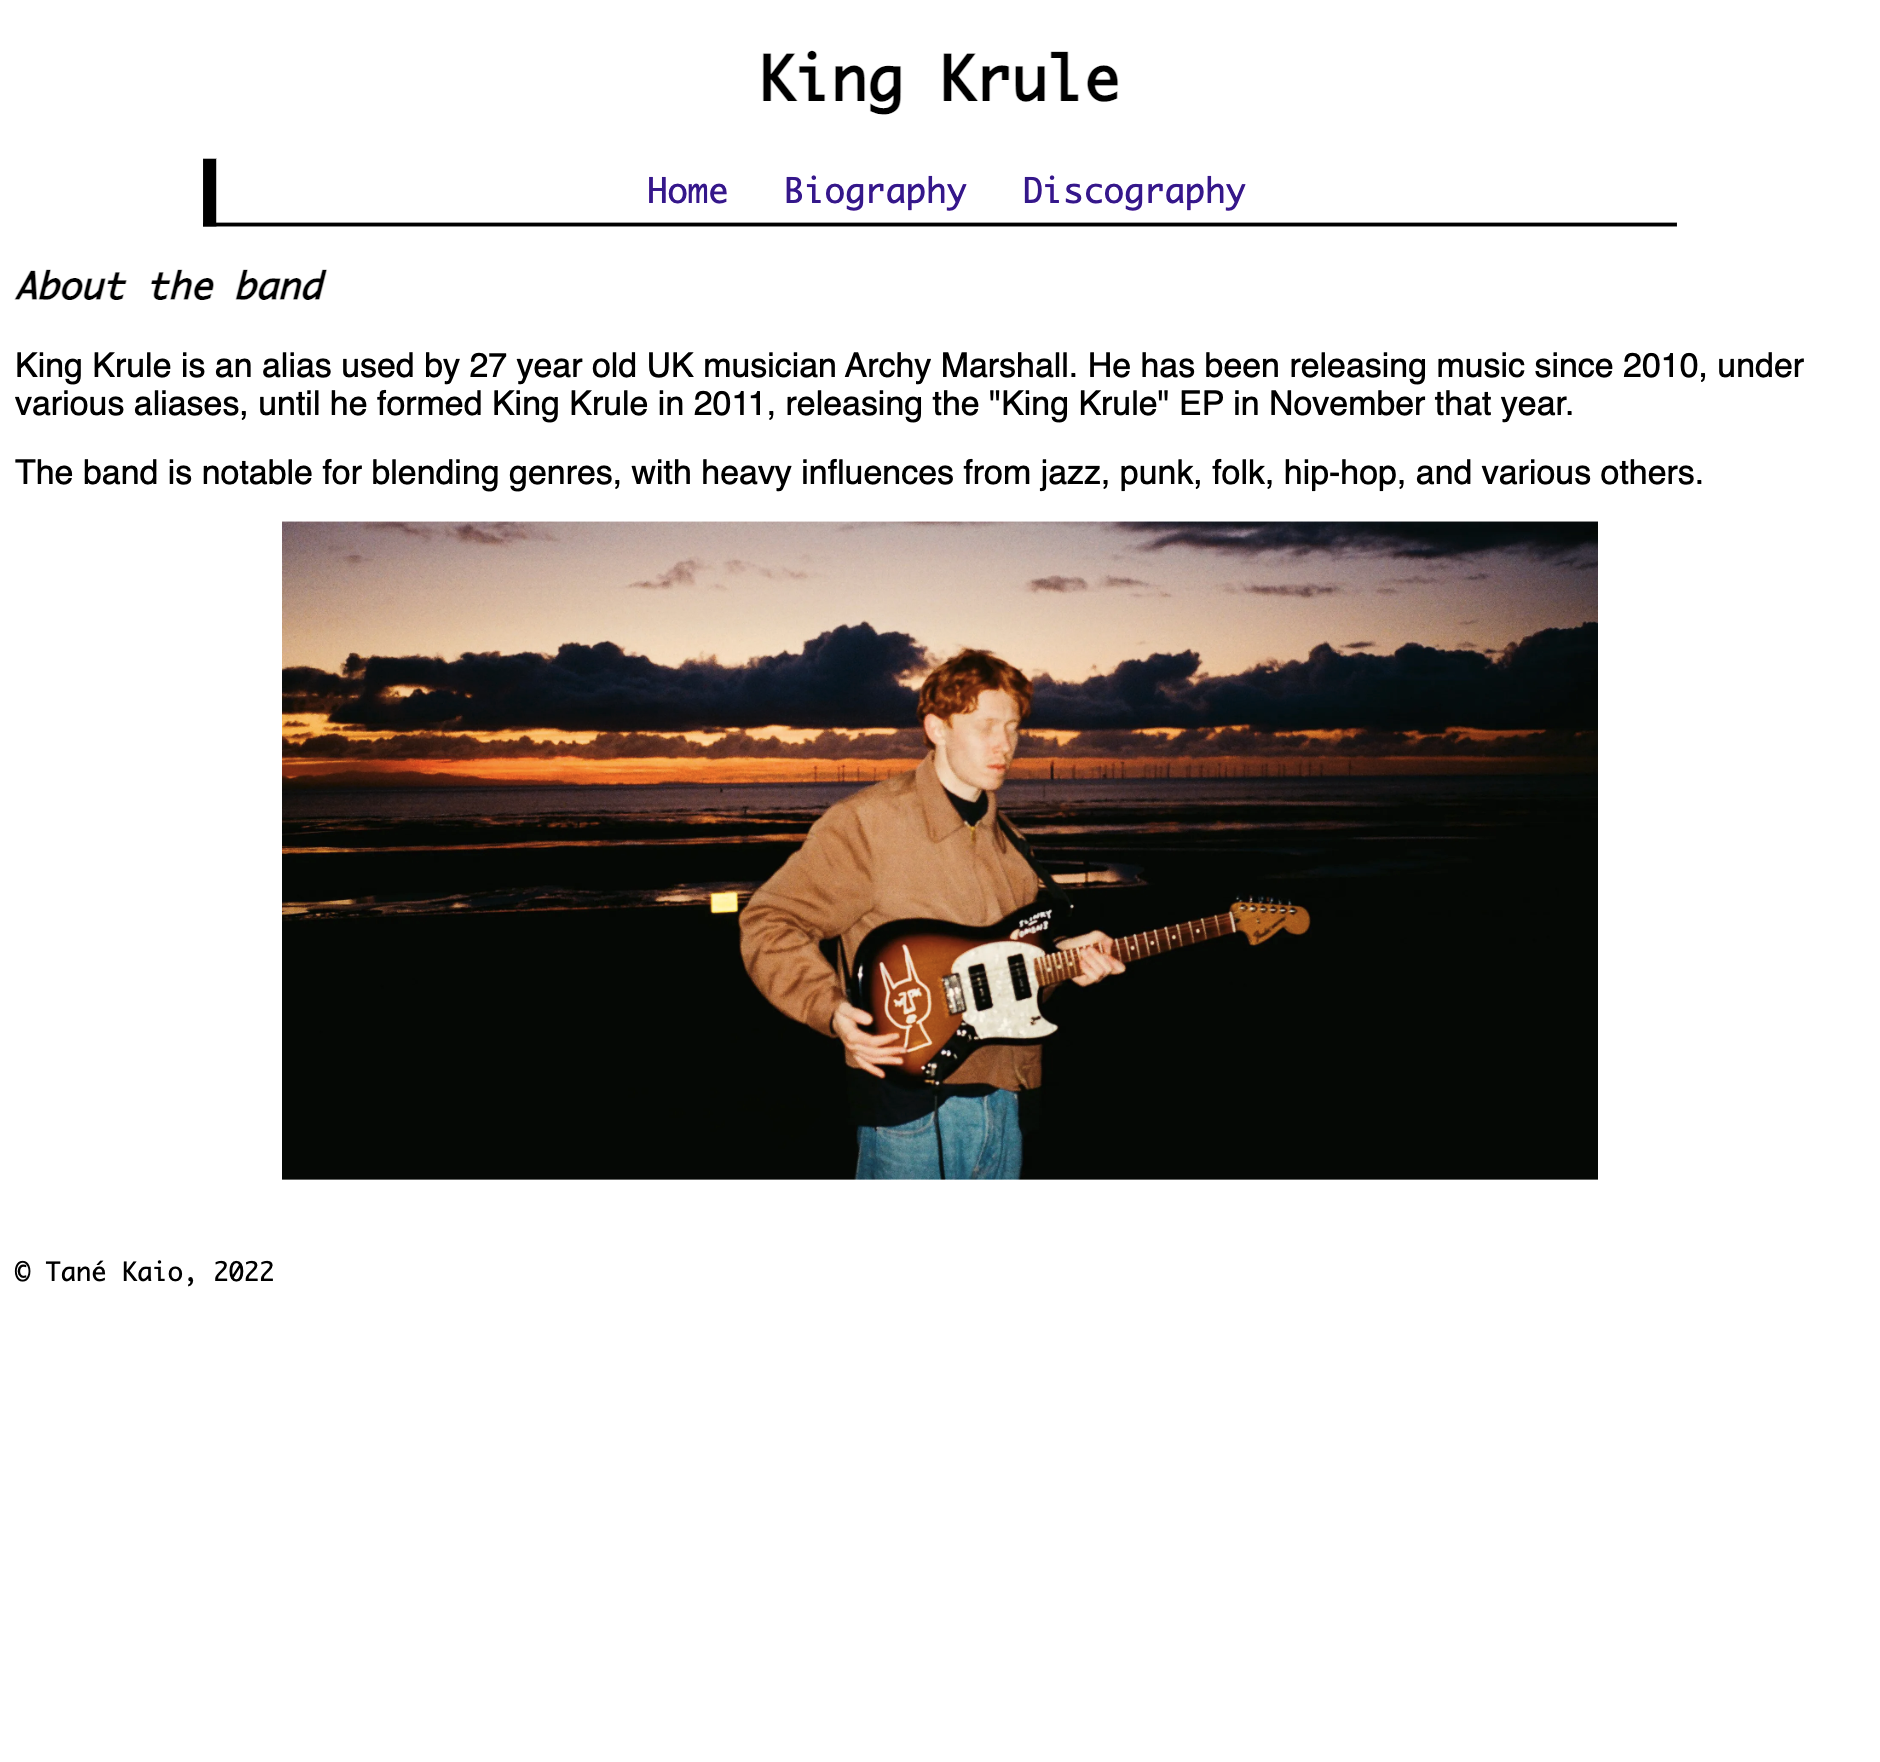 King Krule
Home Biography Discography
About the band
King Krule is an alias used by 27 year old UK musician Archy Marshall. He has been releasing music since 2010, under
various aliases, until he formed King Krule in 2011, releasing the "King Krule" EP in November that year.
The band is notable for blending genres, with heavy influences from jazz, punk, folk, hip-hop, and various others.
© Tané Kaio, 2022